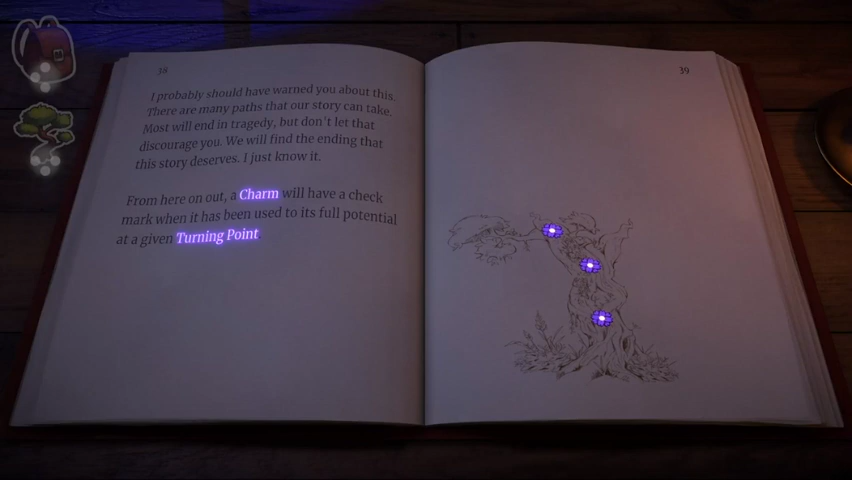 38
I probably should have warned you about this.
There are many paths that our story can take.
Most will end in tragedy, but don't let that
discourage you. We will find the ending that
this story deserves. I just know it.
From here on out, a Charm will have a check
mark when it has been used to its full potential
at a given Turning Point
39